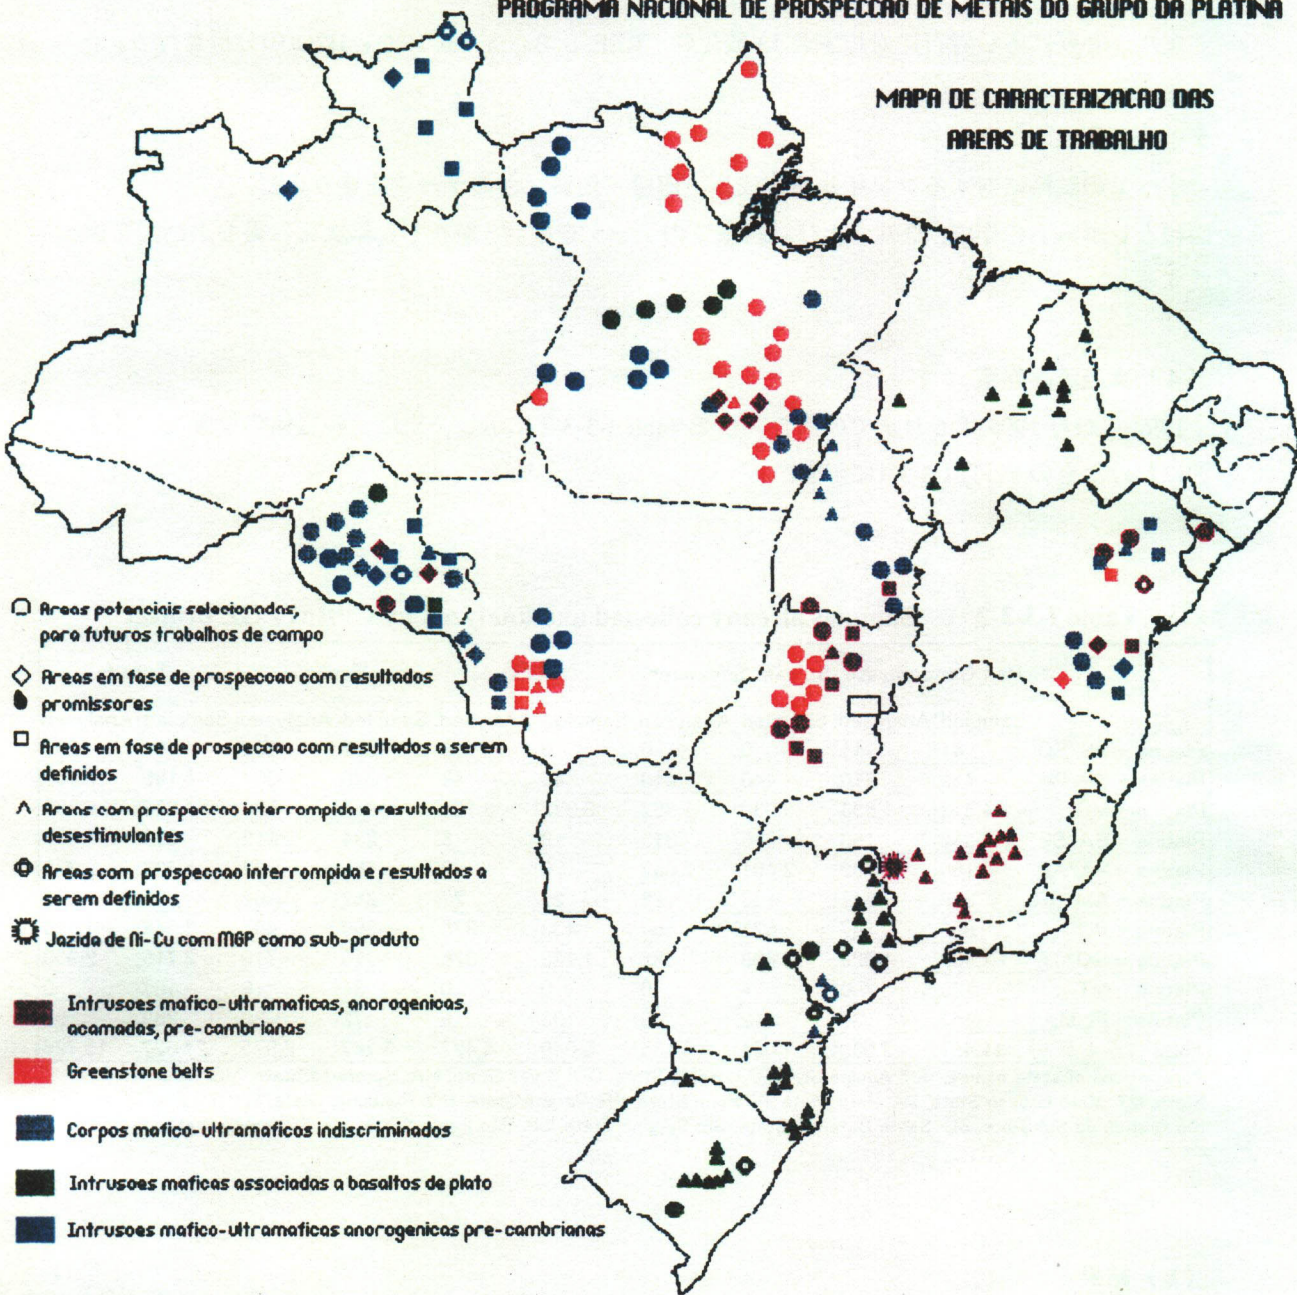 PROGRAMA NACIONAL DE PROSPECCAO DE METAIS DO GRUPO DA PLATINA
MAPA DE CARACTERIZACAO DAS
AREAS DE TRABALHO
Areas potenciais selecionadas,
para futuros trabalhos de campo
Areas em fase de prospeccao com resultados
promissores
Areas em fase de prospeccao com resultados a serem
definidos
Areas com prospeccao interrompida e resultados
desestimulantes
Areas com prospeccao interrompida e resultados a
serem definidos
Jazida de Ni-Cu com MGP como sub-produto
Intrusoes mafico-ultramaficas, anorogenicas,
acamadas, pre-cambrianas
Greenstone belts
Corpos mafico-ultramaficos indiscriminados
Intrusoes maficas associadas a basaltos de plato
Intrusoes mafico-ultramaficas anorogenicas pre-cambrianas